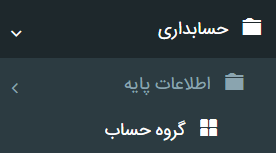 حسابداری
اطلاعات پایه
گروه حساب